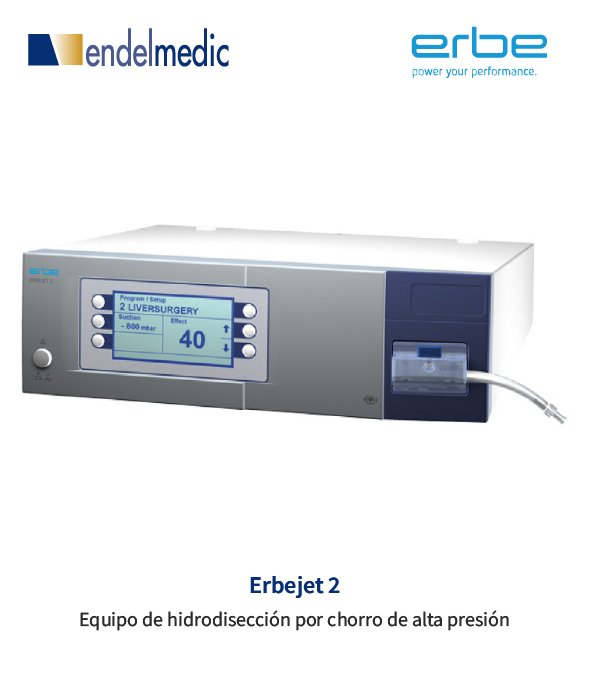 endelmedic
erbe
power your performance.
erbe
ERBEJET 2
Program / Setup
2 LIVERSURGERY
Suction
Effect
- 800 mbar
40
Erbejet 2
Equipo de hidrodisección por chorro de alta presión